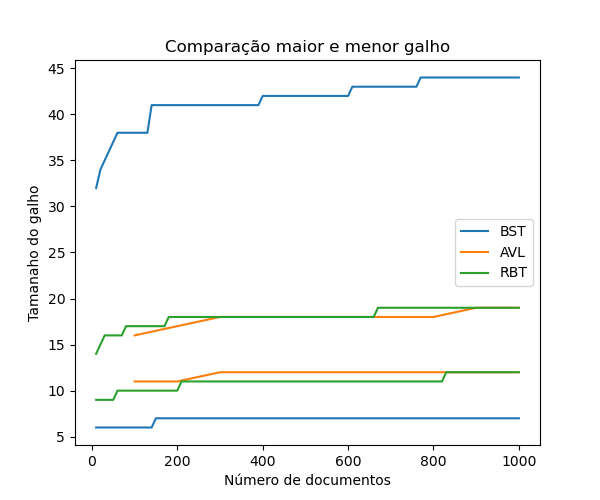 Comparação maior e menor galho
45
40
35
30
25
20
15
10
5
Tamanaho do galho
BST
AVL
RBT
0 200 400 600 800 1000
Número de documentos